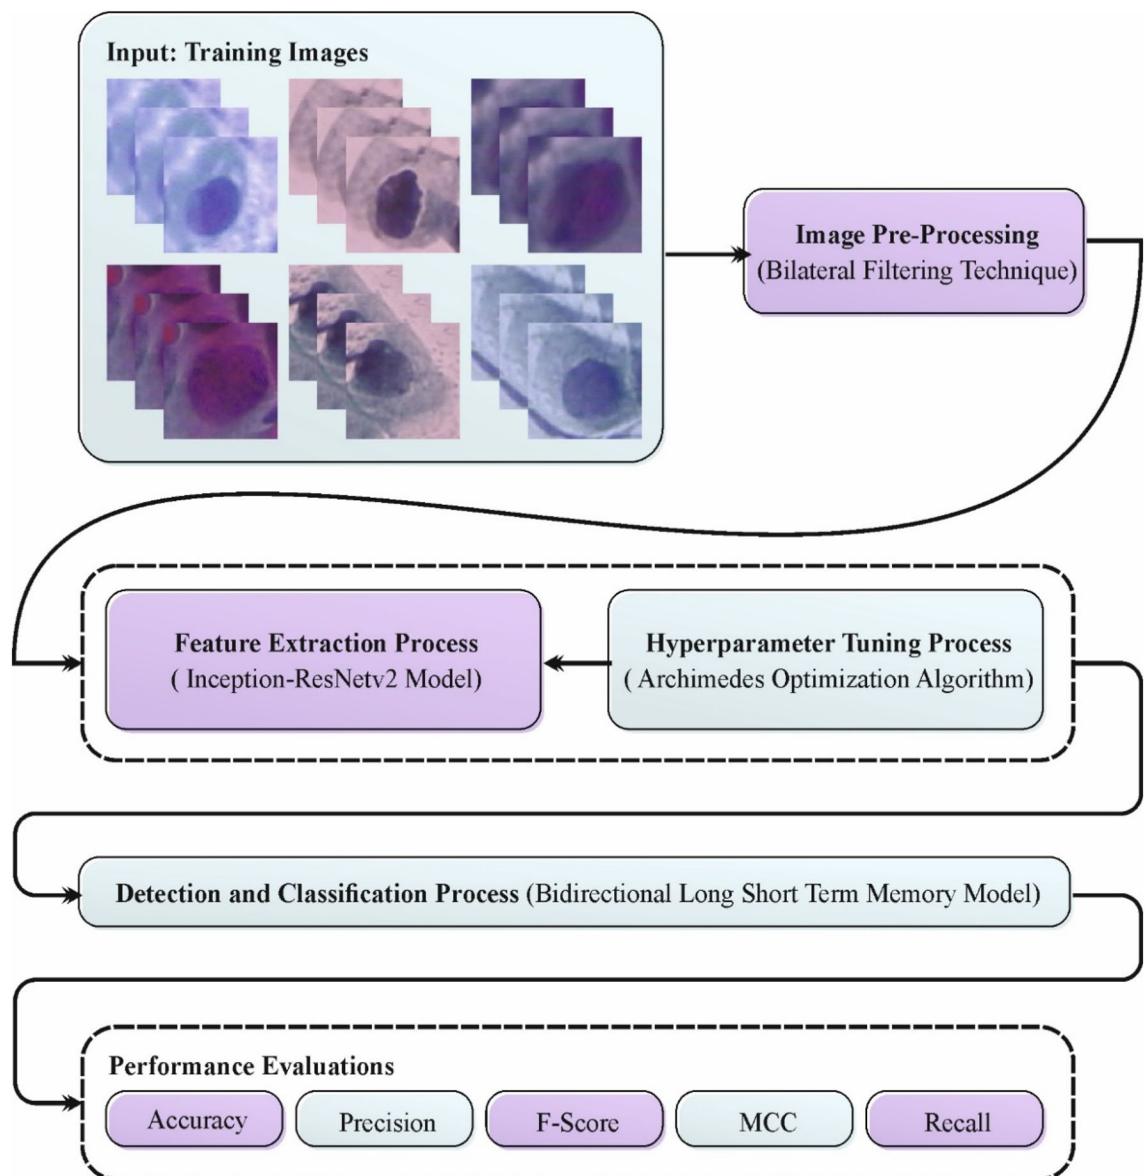 Input: Training Images
Image Pre-Processing
(Bilateral Filtering Technique)
Feature Extraction Process
( Inception-ResNetv2 Model)
Hyperparameter Tuning Process
( Archimedes Optimization Algorithm)
Detection and Classification Process (Bidirectional Long Short Term Memory Model)
Performance Evaluations
Accuracy
Precision
F-Score
MCC
Recall